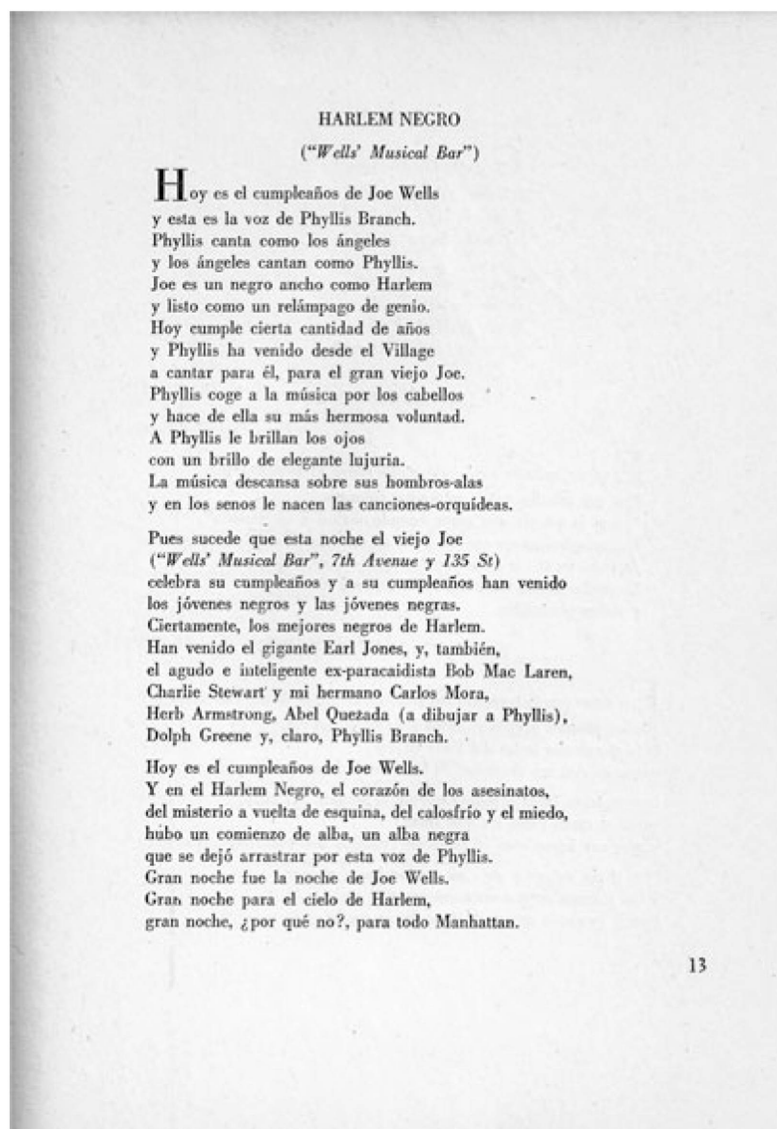 HARLEM NEGRO
("Wells' Musical Bar")
Hoy es el cumpleaños de Joe Wells
y esta es la voz de Phyllis Branch.
Phyllis canta como los ángeles
y los ángeles cantan como Phyllis.
Joe es un negro ancho como Harlem
y listo como un relámpago de genio.
Hoy cumple cierta cantidad de años
y Phyllis ha venido desde el Village
a cantar para él, para el gran viejo Joe.
Phyllis coge a la música por los cabellos
y hace de ella su más hermosa voluntad.
A Phyllis le brillan los ojos
con un brillo de elegante lujuria.
La música descansa sobre sus hombros-alas
y en los senos le nacen las canciones-orquídeas.
Pues sucede que esta noche el viejo Joe
("Wells' Musical Bar", 7th Avenue y 135 St)
celebra su cumpleaños y a su cumpleaños han venido
los jóvenes negros y las jóvenes negras.
Ciertamente, los mejores negros de Harlem.
Han venido el gigante Earl Jones, y, también,
el agudo e inteligente ex-paracaidista Bob Mac Laren,
Charlie Stewart y mi hermano Carlos Mora,
Herb Armstrong, Abel Quezada (a dibujar a Phyllis),
Dolph Greene y, claro, Phyllis Branch.
Hoy es el cumpleaños de Joe Wells.
Y en el Harlem Negro, el corazón de los asesinatos,
del misterio a vuelta de esquina, del calosfrío y el miedo,
hubo un comienzo de alba, un alba negra
que se dejó arrastrar por esta voz de Phyllis.
Gran noche fue la noche de Joe Wells.
Gran noche para el cielo de Harlem,
gran noche, ¿por qué no?, para todo Manhattan.
13